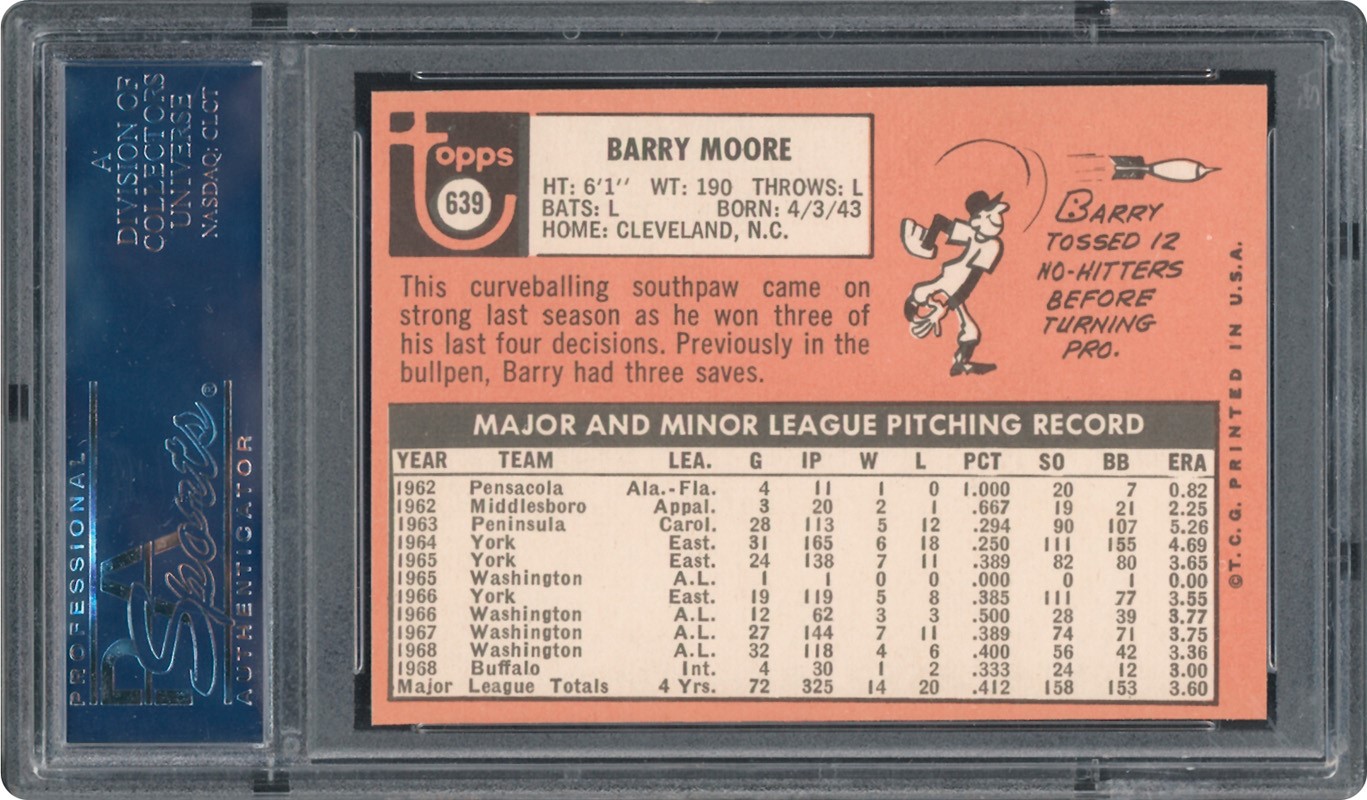 A
DIVISION OF
COLLECTORS
UNIVERSE
NASDAQ: CLCT
PROFESSIONAL
PSA
Sports®
AUTHENTICATOR
topps
639
BARRY MOORE
HT: 6'1" WT: 190 THROWS: L
BATS: L BORN: 4/3/43
HOME: CLEVELAND, N.C.
This curveballing southpaw came on
strong last season as he won three of
his last four decisions. Previously in the
bullpen, Barry had three saves.
BARRY
TOSSED 12
NO-HITTERS
BEFORE
TURNING
PRO.
©T.C.G. PRINTED IN U.S.A.
MAJOR AND MINOR LEAGUE PITCHING RECORD
YEAR TEAM LEA. G IP W L PCT SO BB ERA
1962 Pensacola Ala.-Fla. 4 11 1 0 1.000 20 7 0.82
1962 Middlesboro Appal. 3 20 2 1 .667 19 21 2.25
1963 Peninsula Carol. 28 113 5 12 .294 90 107 5.26
1964 York East. 31 165 6 18 .250 111 155 4.69
1965 York East. 24 138 7 11 .389 82 80 3.65
1965 Washington A.L. 1 1 0 0 .000 0 1 0.00
1966 York East. 19 119 5 8 .385 111 77 3.55
1966 Washington A.L. 12 62 3 3 .500 28 39 3.77
1967 Washington A.L. 27 144 7 11 .389 74 71 3.75
1968 Washington A.L. 32 118 4 6 .400 56 42 3.36
1968 Buffalo Int. 4 30 1 2 .333 24 12 3.00
Major League Totals 4 Yrs. 72 325 14 20 .412 158 153 3.60